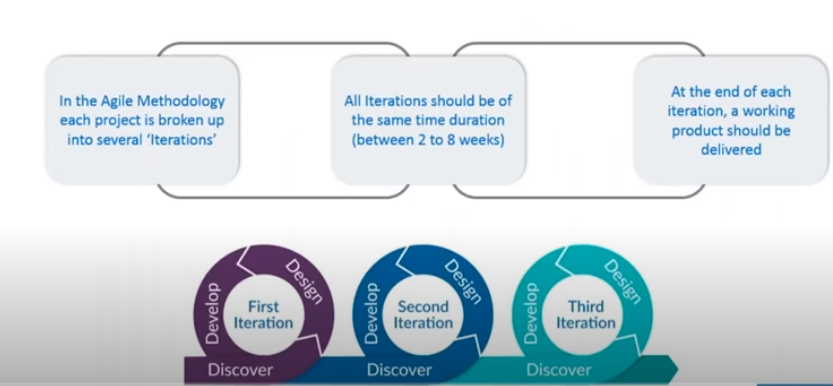 In the Agile Methodology
each project is broken up
into several ‘Iterations’
All Iterations should be of
the same time duration
(between 2 to 8 weeks)
At the end of each
iteration, a working
product should be
delivered
Develop
Design
First
Iteration
Discover
Develop
Design
Second
Iteration
Discover
Develop
Design
Third
Iteration
Discover